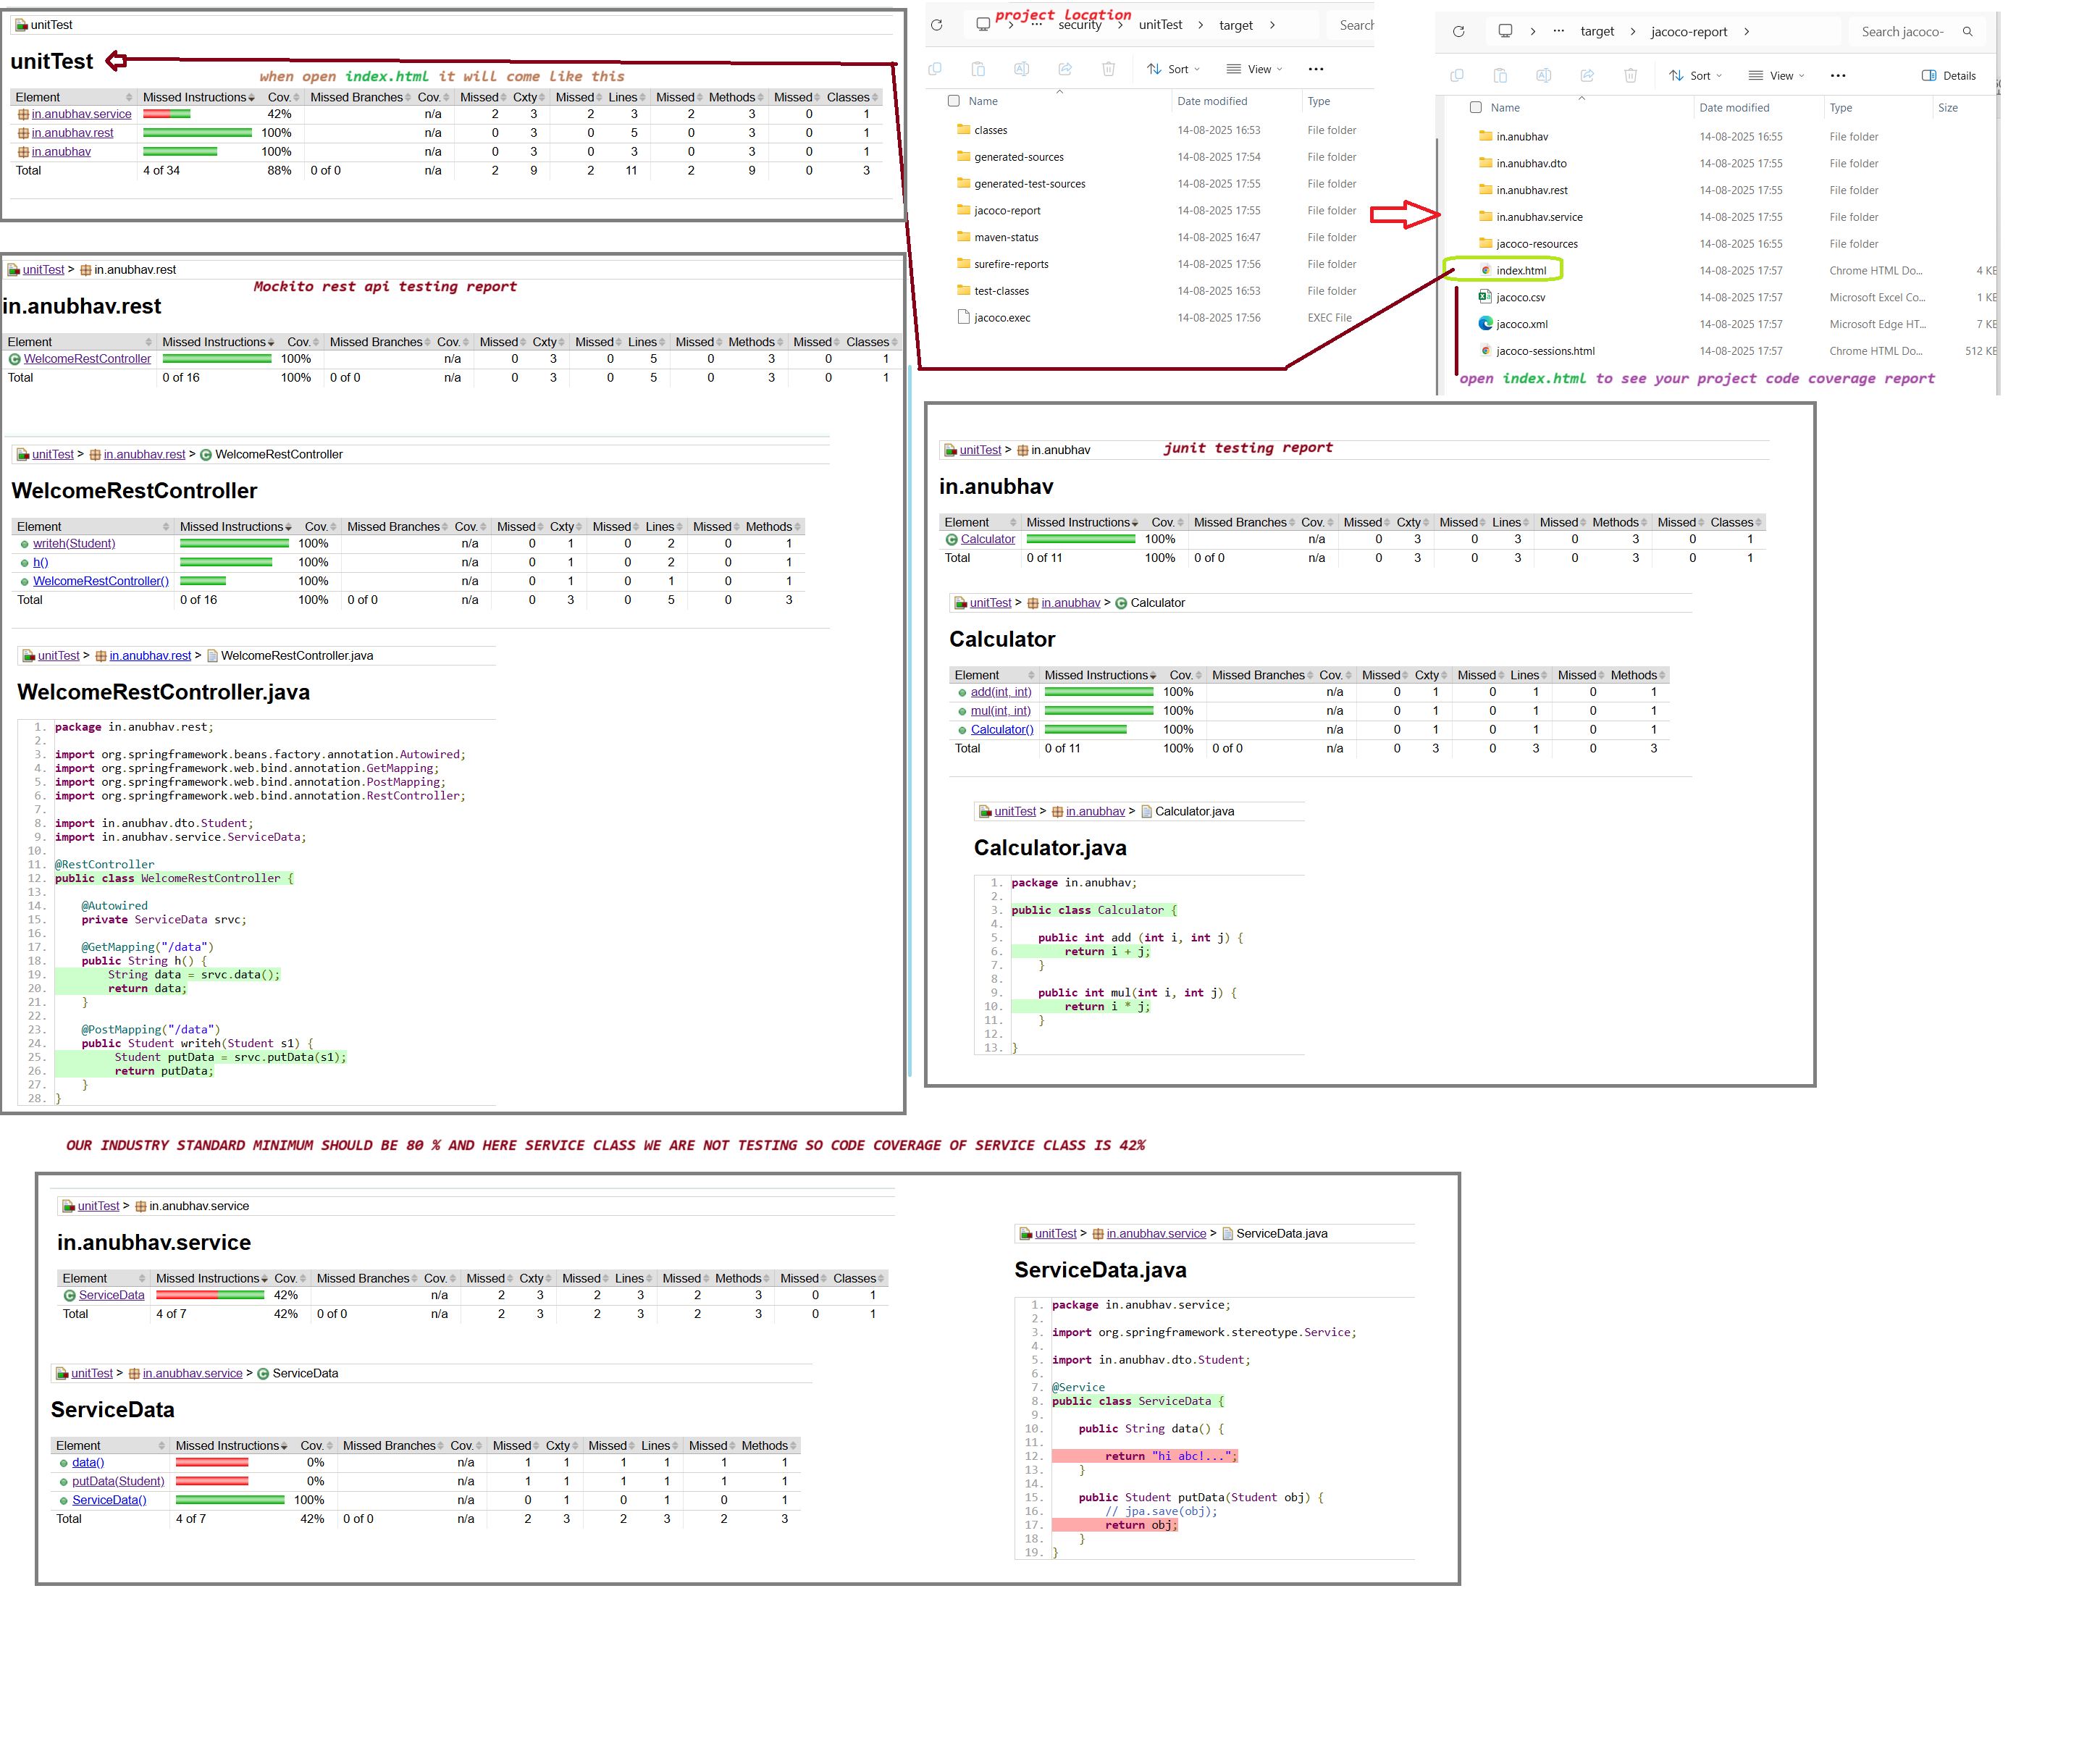 unitTest
unitTest
when open index.html it will come like this
Element Missed Instructions Cov. Missed Branches Cov. Missed Cxty Missed Lines Missed Methods Missed Classes
in.anubhav.service 42% n/a 2 3 2 3 2 3 0 1
in.anubhav.rest 100% n/a 0 3 0 5 0 3 0 1
in.anubhav 100% n/a 0 3 0 3 0 3 0 1
Total 4 of 34 88% 0 of 0 n/a 2 9 2 11 2 9 0 3
project location
> ... security > unitTest > target > Searc
Sort View ...
Name Date modified Type
classes 14-08-2025 16:53 File folder
generated-sources 14-08-2025 17:54 File folder
generated-test-sources 14-08-2025 17:55 File folder
jacoco-report 14-08-2025 17:55 File folder
maven-status 14-08-2025 16:47 File folder
surefire-reports 14-08-2025 17:56 File folder
test-classes 14-08-2025 16:53 File folder
jacoco.exec 14-08-2025 17:56 EXEC File
> ... target > jacoco-report > Search jacoco-
Sort View ... Details
Name Date modified Type Size
in.anubhav 14-08-2025 16:55 File folder
in.anubhav.dto 14-08-2025 17:55 File folder
in.anubhav.rest 14-08-2025 17:55 File folder
in.anubhav.service 14-08-2025 17:55 File folder
jacoco-resources 14-08-2025 16:55 File folder
index.html 14-08-2025 17:57 Chrome HTML Do... 4 KB
jacoco.csv 14-08-2025 17:57 Microsoft Excel Co... 1 KB
jacoco.xml 14-08-2025 17:57 Microsoft Edge HT... 7 KB
jacoco-sessions.html 14-08-2025 17:57 Chrome HTML Do... 512 KB
open index.html to see your project code coverage report
unitTest > in.anubhav.rest
Mockito rest api testing report
in.anubhav.rest
Element Missed Instructions Cov. Missed Branches Cov. Missed Cxty Missed Lines Missed Methods Missed Classes
WelcomeRestController 100% n/a 0 3 0 5 0 3 0 1
Total 0 of 16 100% 0 of 0 n/a 0 3 0 5 0 3 0 1
unitTest > in.anubhav.rest > WelcomeRestController
WelcomeRestController
Element Missed Instructions Cov. Missed Branches Cov. Missed Cxty Missed Lines Missed Methods
writeh(Student) 100% n/a 0 1 0 2 0 1
h() 100% n/a 0 1 0 2 0 1
WelcomeRestController() 100% n/a 0 1 0 1 0 1
Total 0 of 16 100% 0 of 0 n/a 0 3 0 5 0 3
unitTest > in.anubhav.rest > WelcomeRestController.java
WelcomeRestController.java
1. package in.anubhav.rest;
2.
3. import org.springframework.beans.factory.annotation.Autowired;
4. import org.springframework.web.bind.annotation.GetMapping;
5. import org.springframework.web.bind.annotation.PostMapping;
6. import org.springframework.web.bind.annotation.RestController;
7.
8. import in.anubhav.dto.Student;
9. import in.anubhav.service.ServiceData;
10.
11. @RestController
12. public class WelcomeRestController {
13.
14. @Autowired
15. private ServiceData srvc;
16.
17. @GetMapping("/data")
18. public String h() {
19. String data = srvc.data();
20. return data;
21. }
22.
23. @PostMapping("/data")
24. public Student writeh(Student s1) {
25. Student putData = srvc.putData(s1);
26. return putData;
27. }
28. }
unitTest > in.anubhav
junit testing report
in.anubhav
Element Missed Instructions Cov. Missed Branches Cov. Missed Cxty Missed Lines Missed Methods Missed Classes
Calculator 100% n/a 0 3 0 3 0 3 0 1
Total 0 of 11 100% 0 of 0 n/a 0 3 0 3 0 3 0 1
unitTest > in.anubhav > Calculator
Calculator
Element Missed Instructions Cov. Missed Branches Cov. Missed Cxty Missed Lines Missed Methods
add(int, int) 100% n/a 0 1 0 1 0 1
mul(int, int) 100% n/a 0 1 0 1 0 1
Calculator() 100% n/a 0 1 0 1 0 1
Total 0 of 11 100% 0 of 0 n/a 0 3 0 3 0 3
unitTest > in.anubhav > Calculator.java
Calculator.java
1. package in.anubhav;
2.
3. public class Calculator {
4.
5. public int add (int i, int j) {
6. return i + j;
7. }
8.
9. public int mul(int i, int j) {
10. return i * j;
11. }
12.
13. }
OUR INDUSTRY STANDARD MINIMUM SHOULD BE 80 % AND HERE SERVICE CLASS WE ARE NOT TESTING SO CODE COVERAGE OF SERVICE CLASS IS 42%
unitTest > in.anubhav.service
in.anubhav.service
Element Missed Instructions Cov. Missed Branches Cov. Missed Cxty Missed Lines Missed Methods Missed Classes
ServiceData 42% n/a 2 3 2 3 2 3 0 1
Total 4 of 7 42% 0 of 0 n/a 2 3 2 3 2 3 0 1
unitTest > in.anubhav.service > ServiceData
ServiceData
Element Missed Instructions Cov. Missed Branches Cov. Missed Cxty Missed Lines Missed Methods
data() 0% n/a 1 1 1 1 1 1
putData(Student) 0% n/a 1 1 1 1 1 1
ServiceData() 100% n/a 0 1 0 1 0 1
Total 4 of 7 42% 0 of 0 n/a 2 3 2 3 2 3
unitTest > in.anubhav.service > ServiceData.java
ServiceData.java
1. package in.anubhav.service;
2.
3. import org.springframework.stereotype.Service;
4.
5. import in.anubhav.dto.Student;
6.
7. @Service
8. public class ServiceData {
9.
10. public String data() {
11.
12. return "hi abc!...";
13. }
14.
15. public Student putData(Student obj) {
16. // jpa.save(obj);
17. return obj;
18. }
19. }